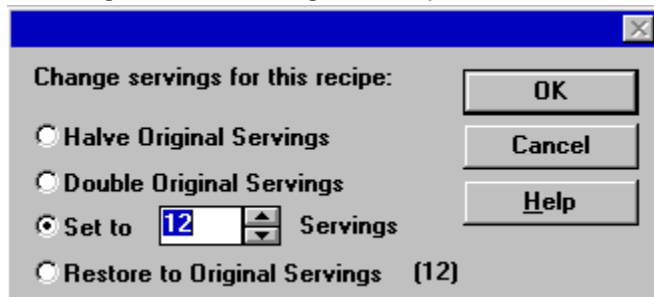 Change servings for this recipe:
OK
Halve Original Servings
Cancel
Double Original Servings
Help
Set to 12 Servings
Restore to Original Servings (12)